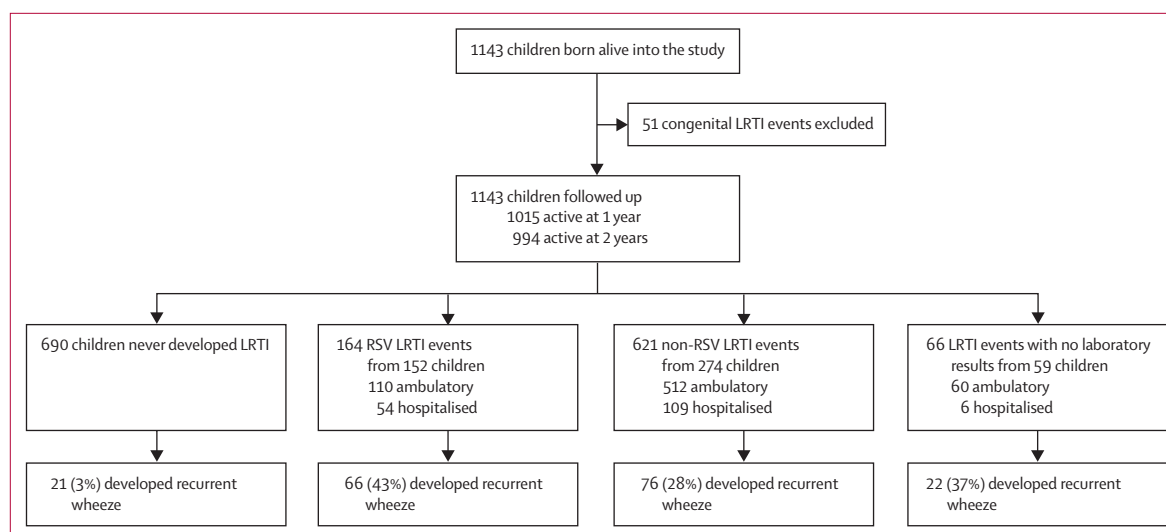 1143 children born alive into the study
51 congenital LRTI events excluded
1143 children followed up
1015 active at 1 year
994 active at 2 years
690 children never developed LRTI
164 RSV LRTI events
from 152 children
110 ambulatory
54 hospitalised
621 non-RSV LRTI events
from 274 children
512 ambulatory
109 hospitalised
66 LRTI events with no laboratory
results from 59 children
60 ambulatory
6 hospitalised
21 (3%) developed recurrent
wheeze
66 (43%) developed recurrent
wheeze
76 (28%) developed recurrent
wheeze
22 (37%) developed recurrent
wheeze